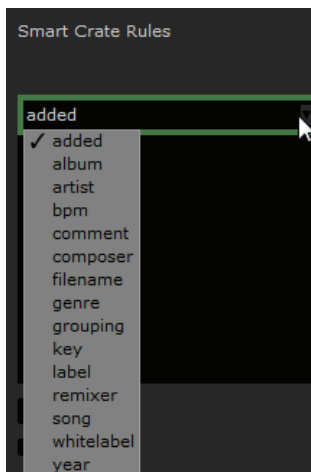 Smart Crate Rules
added
✓ added
album
artist
bpm
comment
composer
filename
genre
grouping
key
label
remixer
song
whitelabel
year